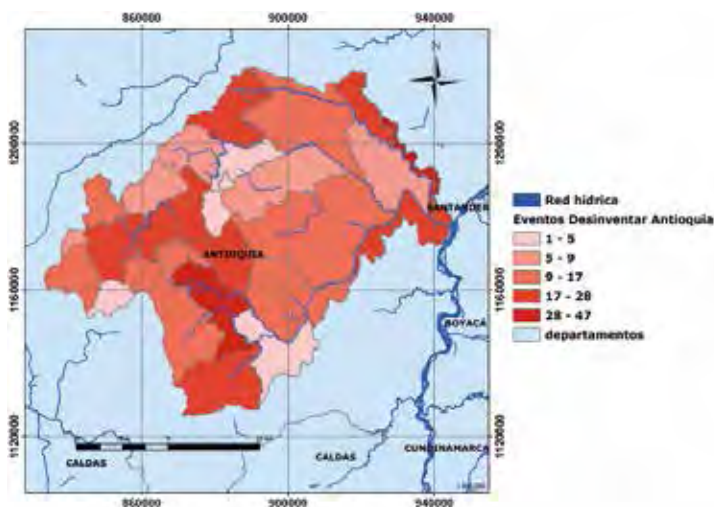 860000 900000 940000
N
1200000 1200000
SANTANDER
ANTIOQUIA
1160000 1160000
BOYACÁ
1120000 1120000
CALDAS CALDAS CUNDINAMARCA
860000 900000 940000
Red hídrica
Eventos Desinventar Antioquia
1 - 5
5 - 9
9 - 17
17 - 28
28 - 47
departamentos